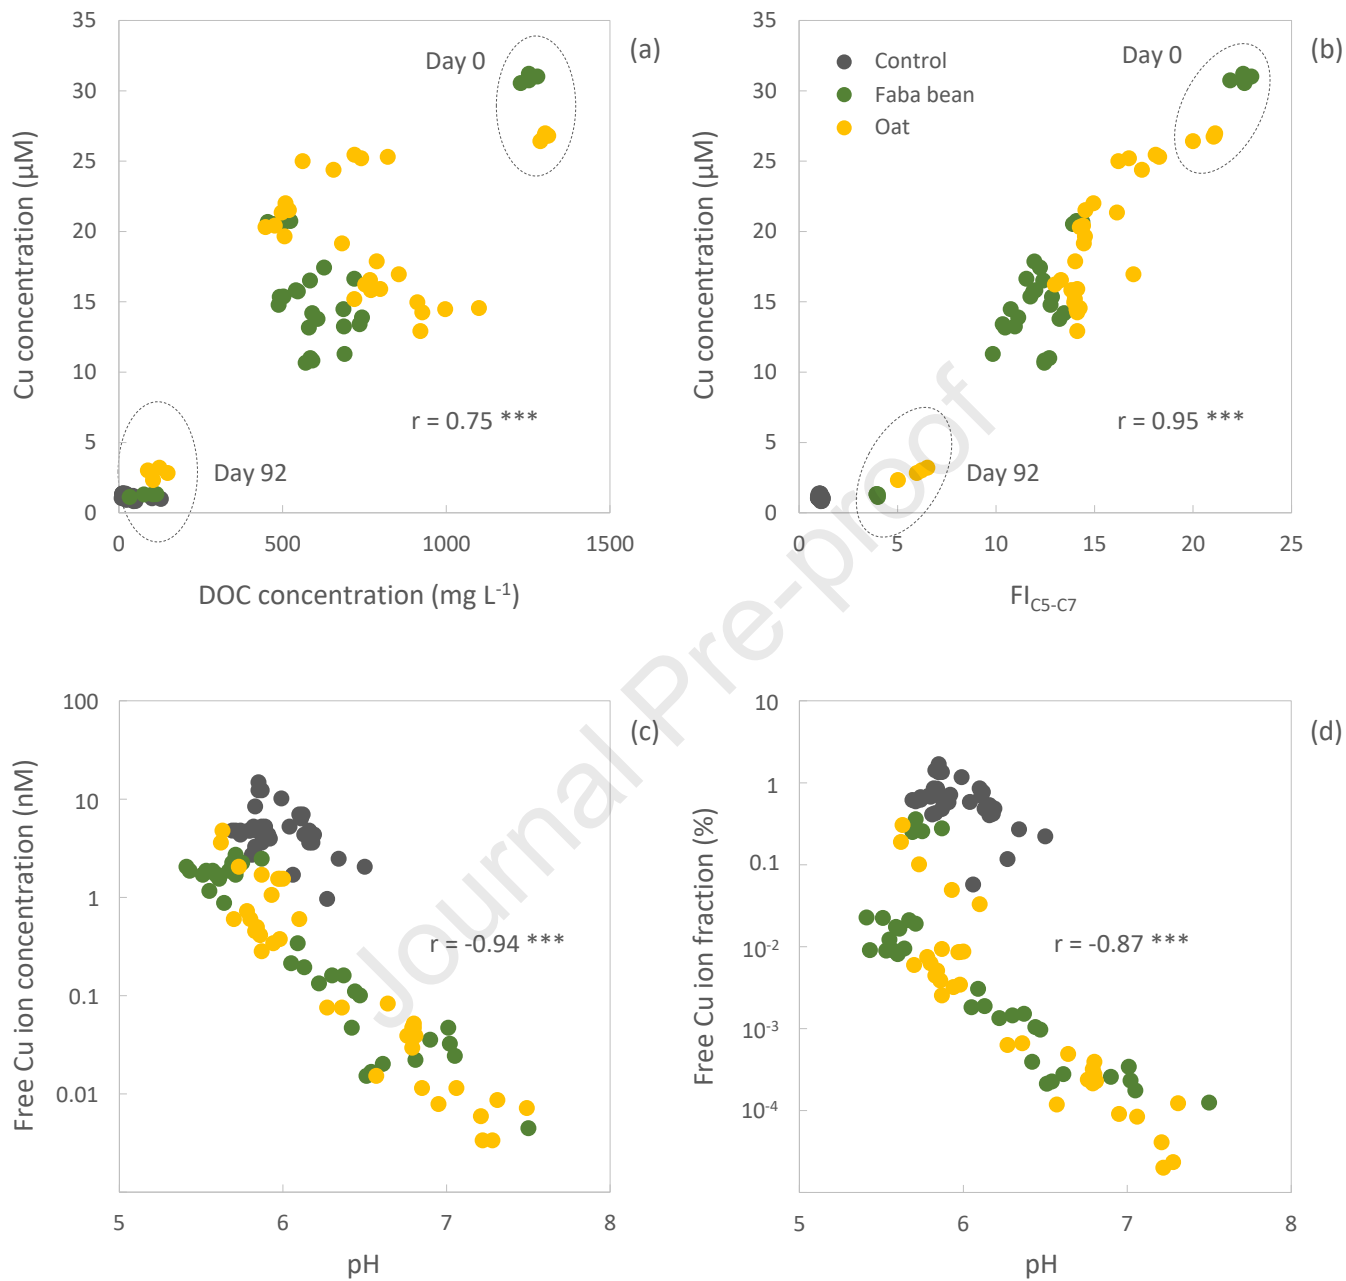 (a)
35
30
25
20
15
10
5
0
Cu concentration (µM)
Day 0
r = 0.75 ***
Day 92
0 500 1000 1500
DOC concentration (mg L⁻¹)
(b)
35
30
25
20
15
10
5
0
Cu concentration (µM)
Control
Faba bean
Oat
Day 0
r = 0.95 ***
Day 92
0 5 10 15 20 25
FI_C5-C7
Journal Pre-proof
(c)
100
10
1
0.1
0.01
Free Cu ion concentration (nM)
r = -0.94 ***
5 6 7 8
pH
(d)
10
1
0.1
10⁻²
10⁻³
10⁻⁴
Free Cu ion fraction (%)
r = -0.87 ***
5 6 7 8
pH